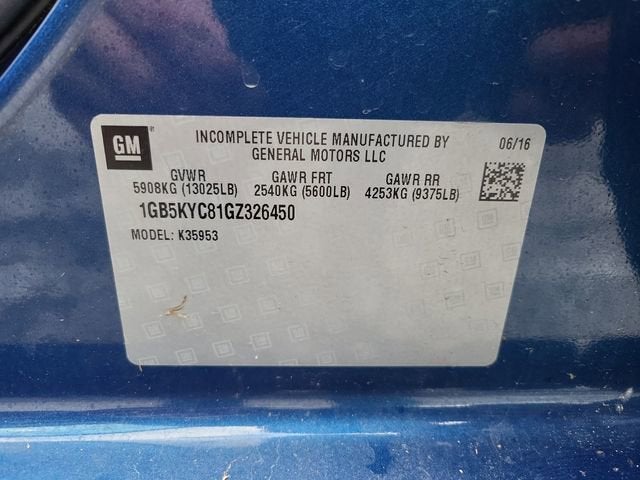 GM
INCOMPLETE VEHICLE MANUFACTURED BY
GENERAL MOTORS LLC
06/16
GVWR GAWR FRT GAWR RR
5908KG (13025LB) 2540KG (5600LB) 4253KG (9375LB)
1GB5KYC81GZ326450
MODEL: K35953